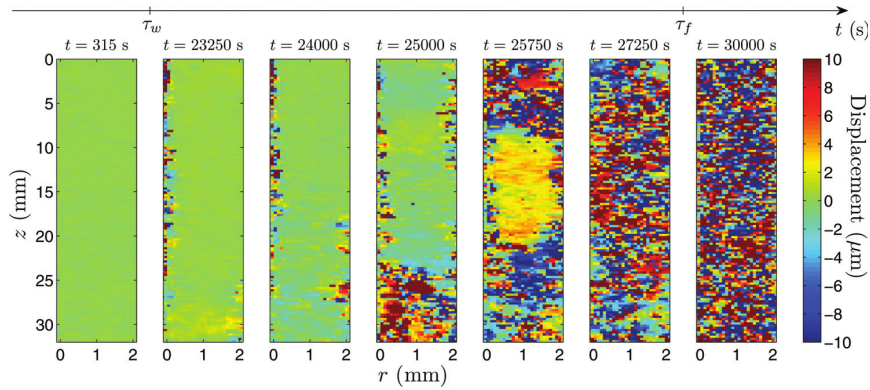 τw τf t (s)
t = 315 s t = 23250 s t = 24000 s t = 25000 s t = 25750 s t = 27250 s t = 30000 s
0 10
8
5
6
10 4
2
15
0
20 −2
−4
25
−6
30 −8
−10
z (mm)
Displacement (μm)
0 1 2 0 1 2 0 1 2 0 1 2 0 1 2 0 1 2 0 1 2
r (mm)